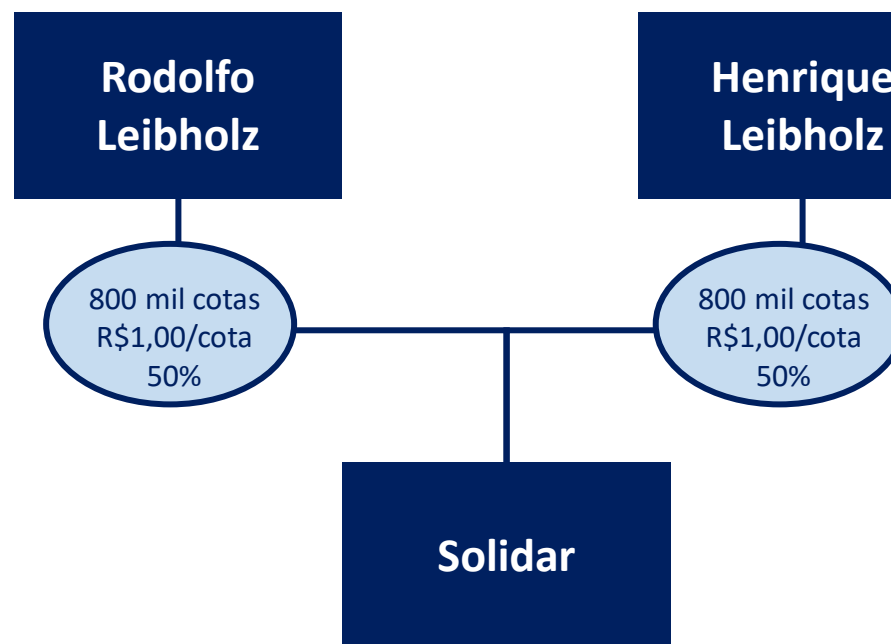 Rodolfo
Leibholz
Henrique
Leibholz
800 mil cotas
R$1,00/cota
50%
800 mil cotas
R$1,00/cota
50%
Solidar